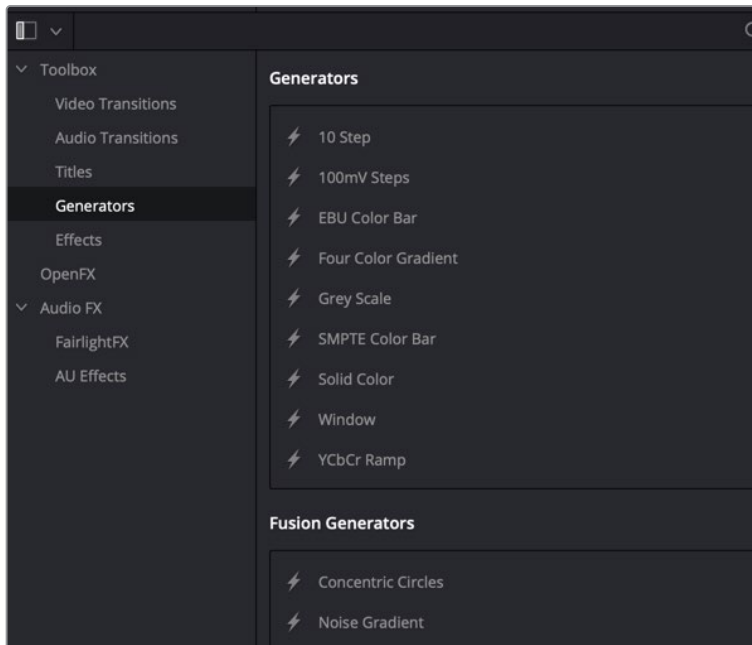 Toolbox
Video Transitions
Audio Transitions
Titles
Generators
Effects
OpenFX
Audio FX
FairlightFX
AU Effects
Generators
10 Step
100mV Steps
EBU Color Bar
Four Color Gradient
Grey Scale
SMPTE Color Bar
Solid Color
Window
YCbCr Ramp
Fusion Generators
Concentric Circles
Noise Gradient